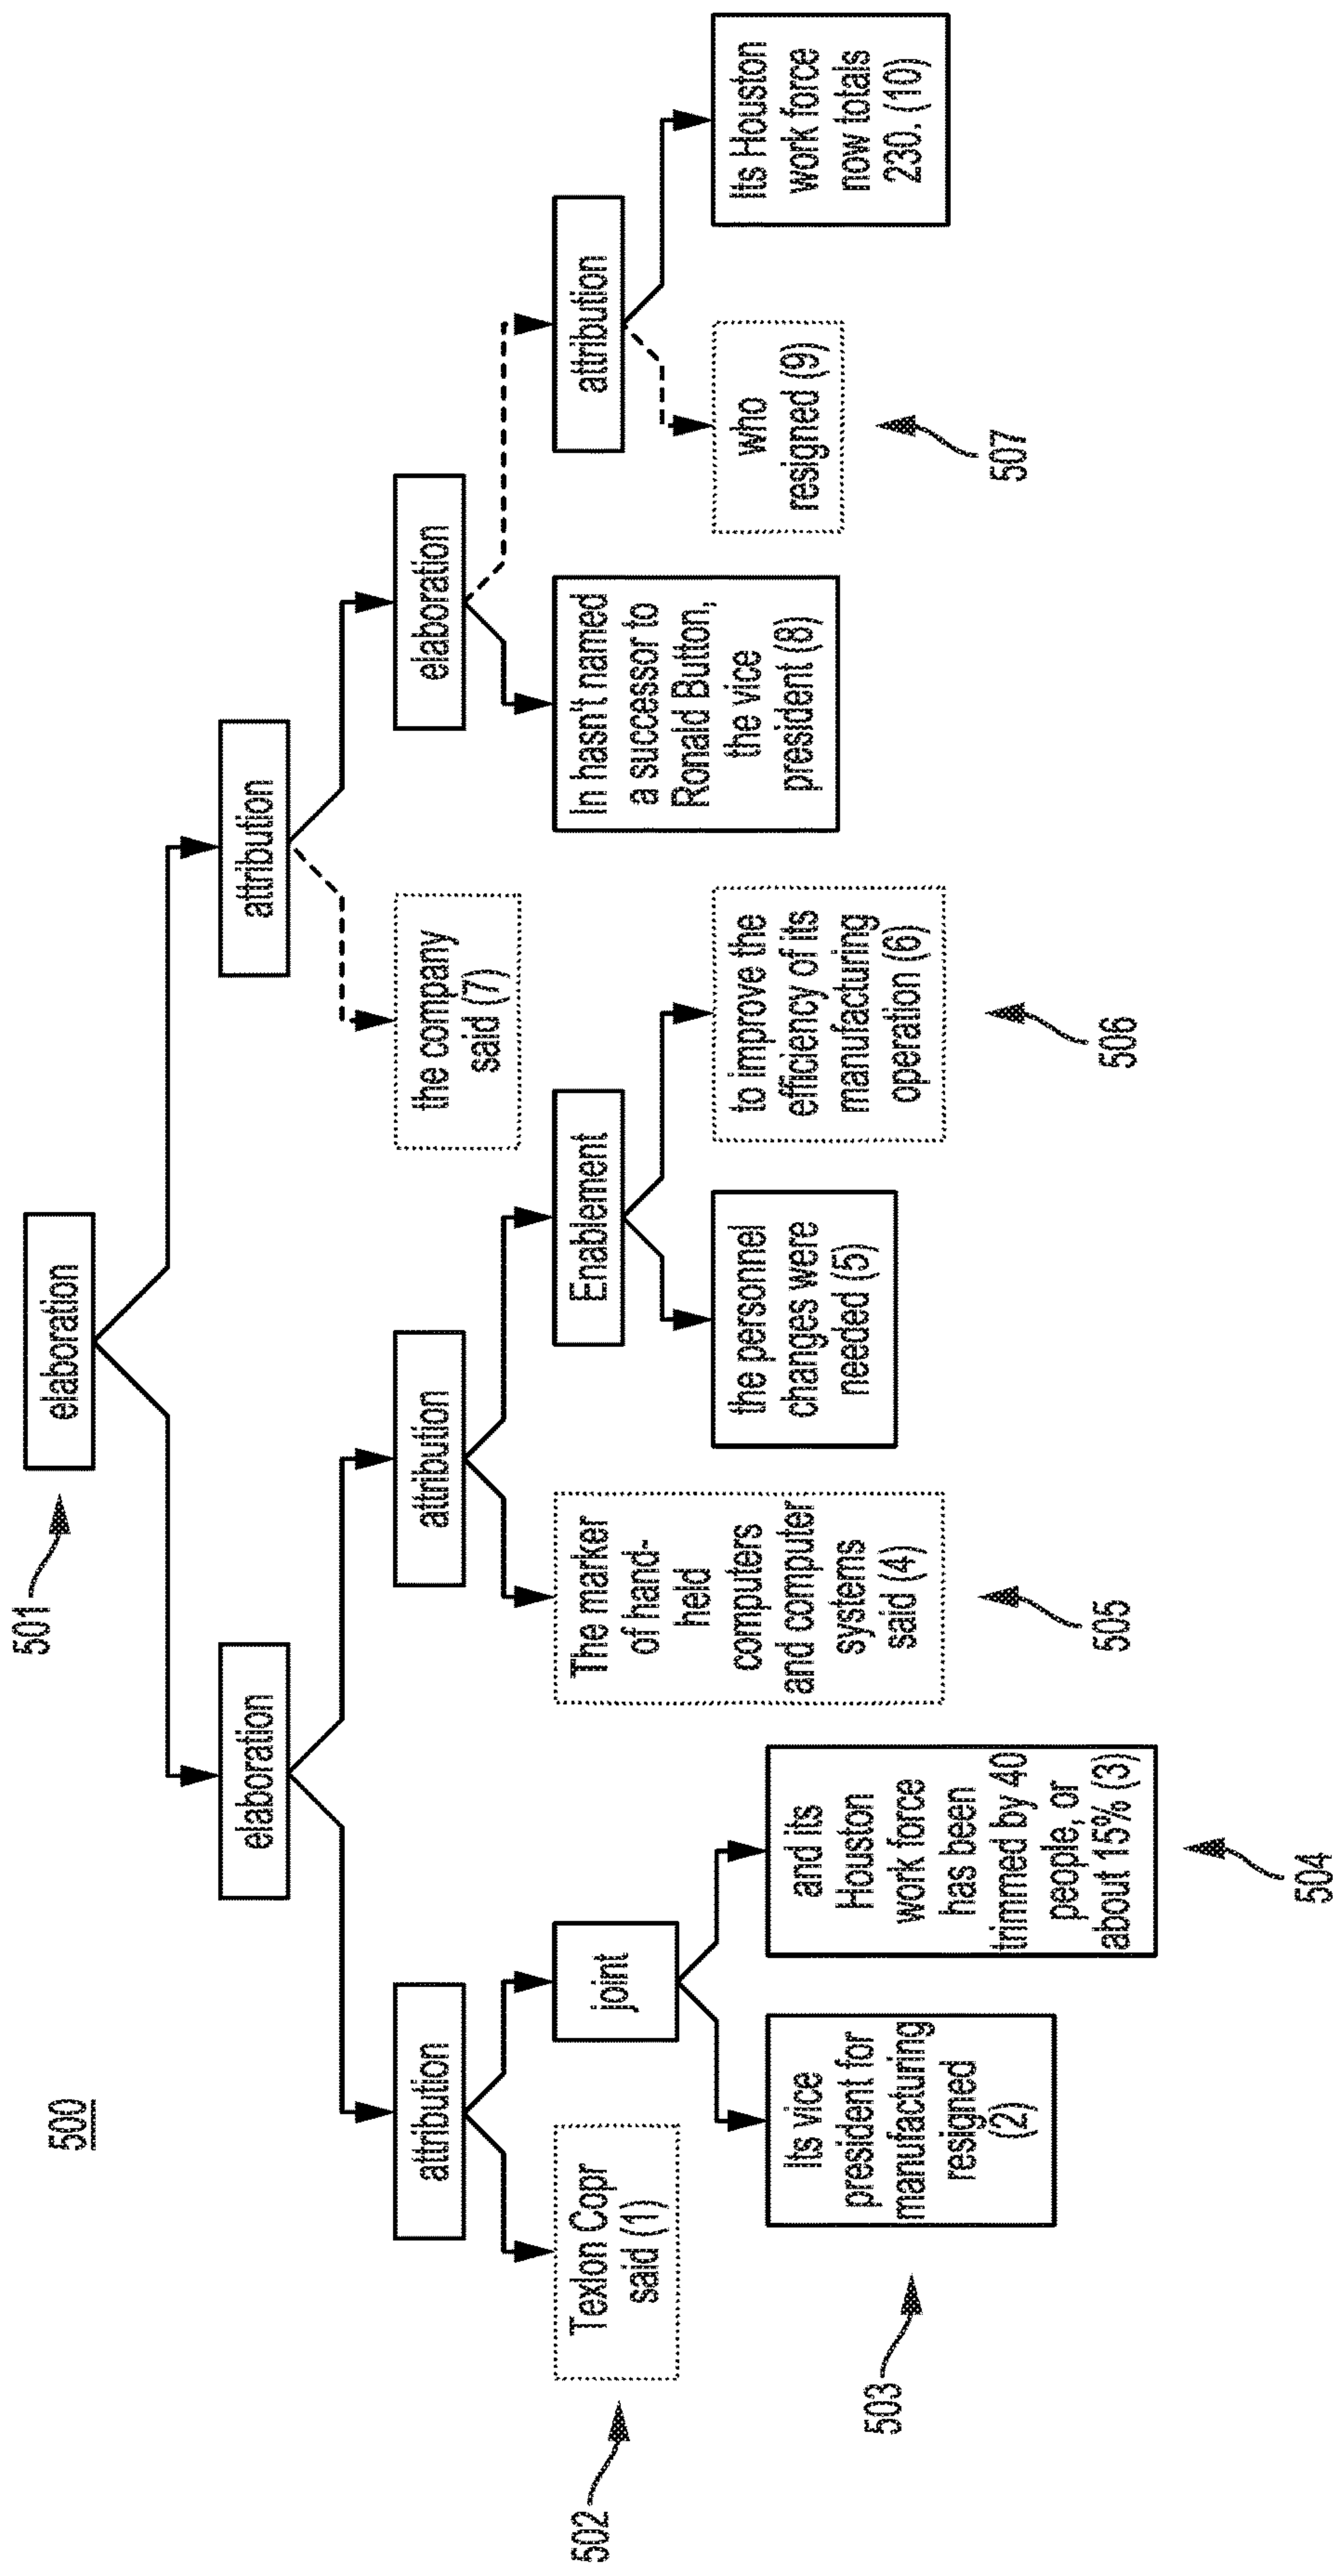 500
501
elaboration
elaboration
attribution
attribution
attribution
the company
said (7)
elaboration
502
Texlon Copr
said (1)
joint
The marker
of hand-
held
computers
and computer
systems
said (4)
505
Enablement
In hasn't named
a successor to
Ronald Button,
the vice
president (8)
attribution
503
Its vice
president for
manufacturing
resigned
(2)
and its
Houston
work force
has been
trimmed by 40
people, or
about 15% (3)
504
the personnel
changes were
needed (5)
to improve the
efficiency of its
manufacturing
operation (6)
506
who
resigned (9)
507
Its Houston
work force
now totals
230, (10)